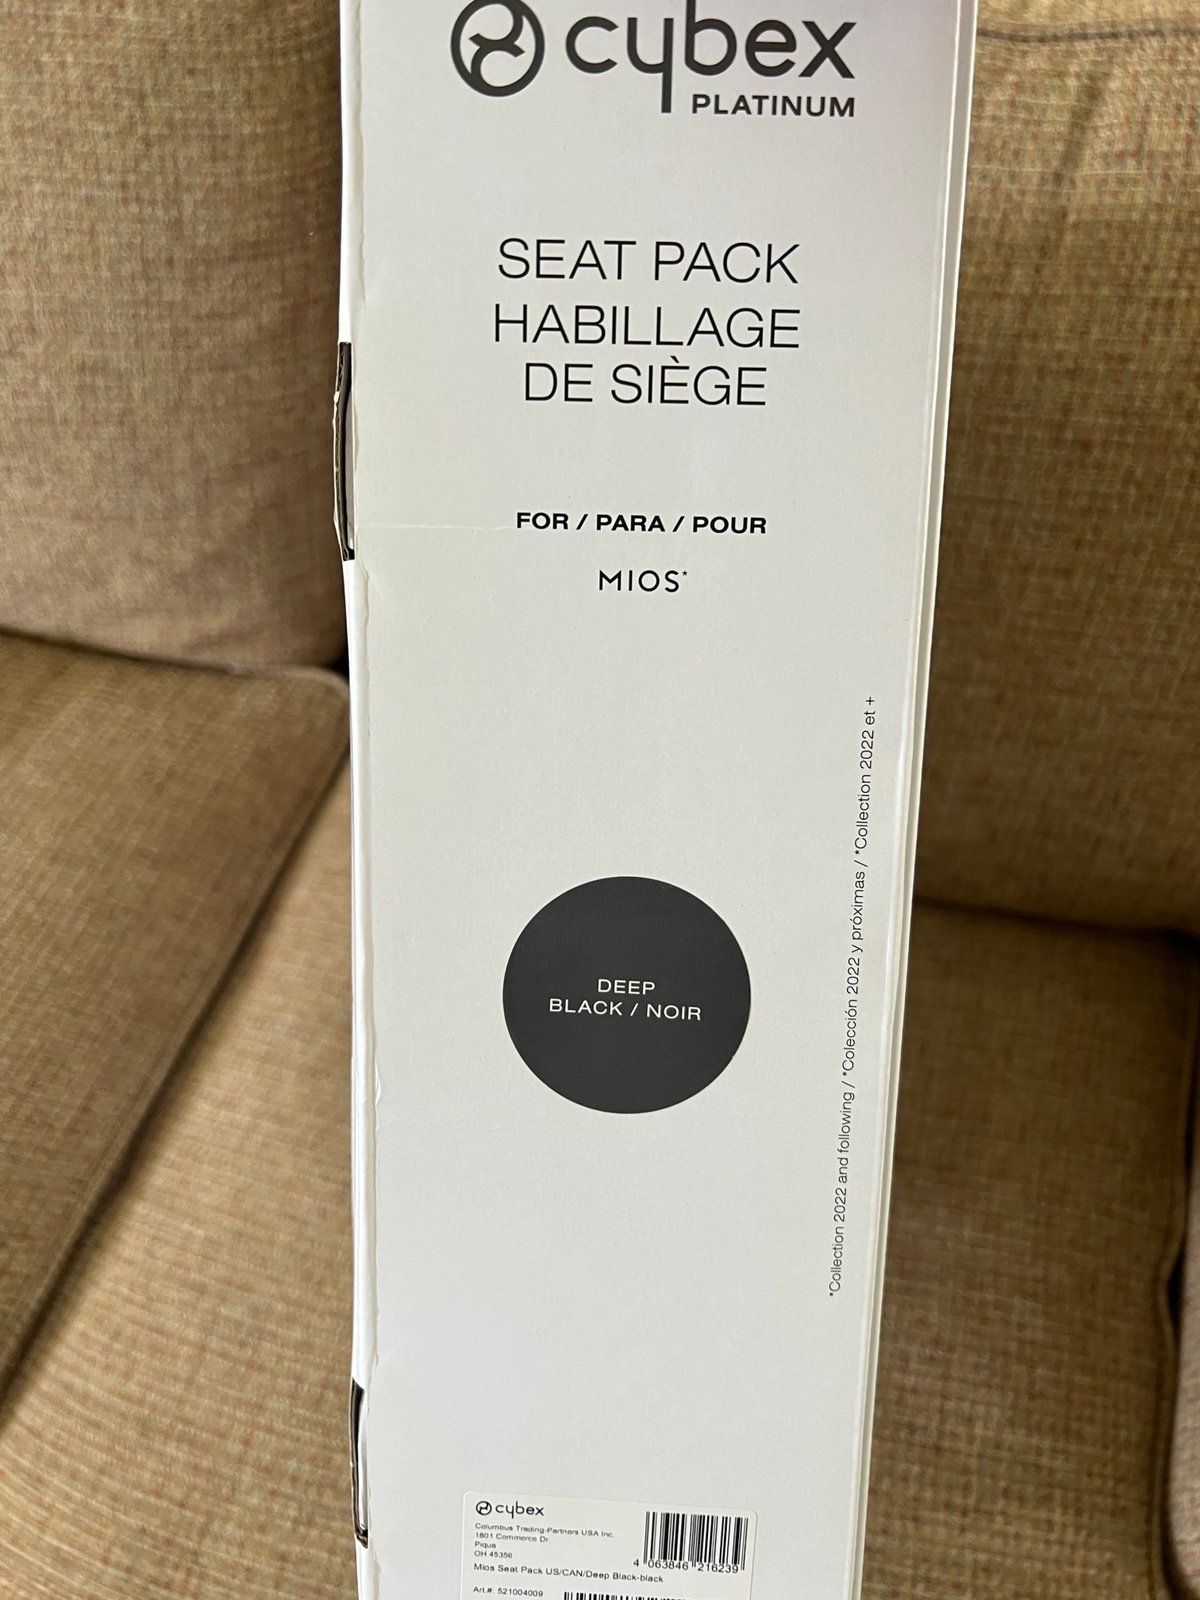 cybex
PLATINUM
SEAT PACK
HABILLAGE
DE SIÈGE
FOR / PARA / POUR
MIOS*
*Collection 2022 and following / *Colección 2022 y próximas / *Collection 2022 et +
DEEP
BLACK / NOIR
cybex
Columbus Trading-Partners USA Inc.
1801 Commerce Dr.
Piqua
OH 45356
4 063846 216239
Mios Seat Pack US/CAN/Deep Black-black
Art.#: 521004009